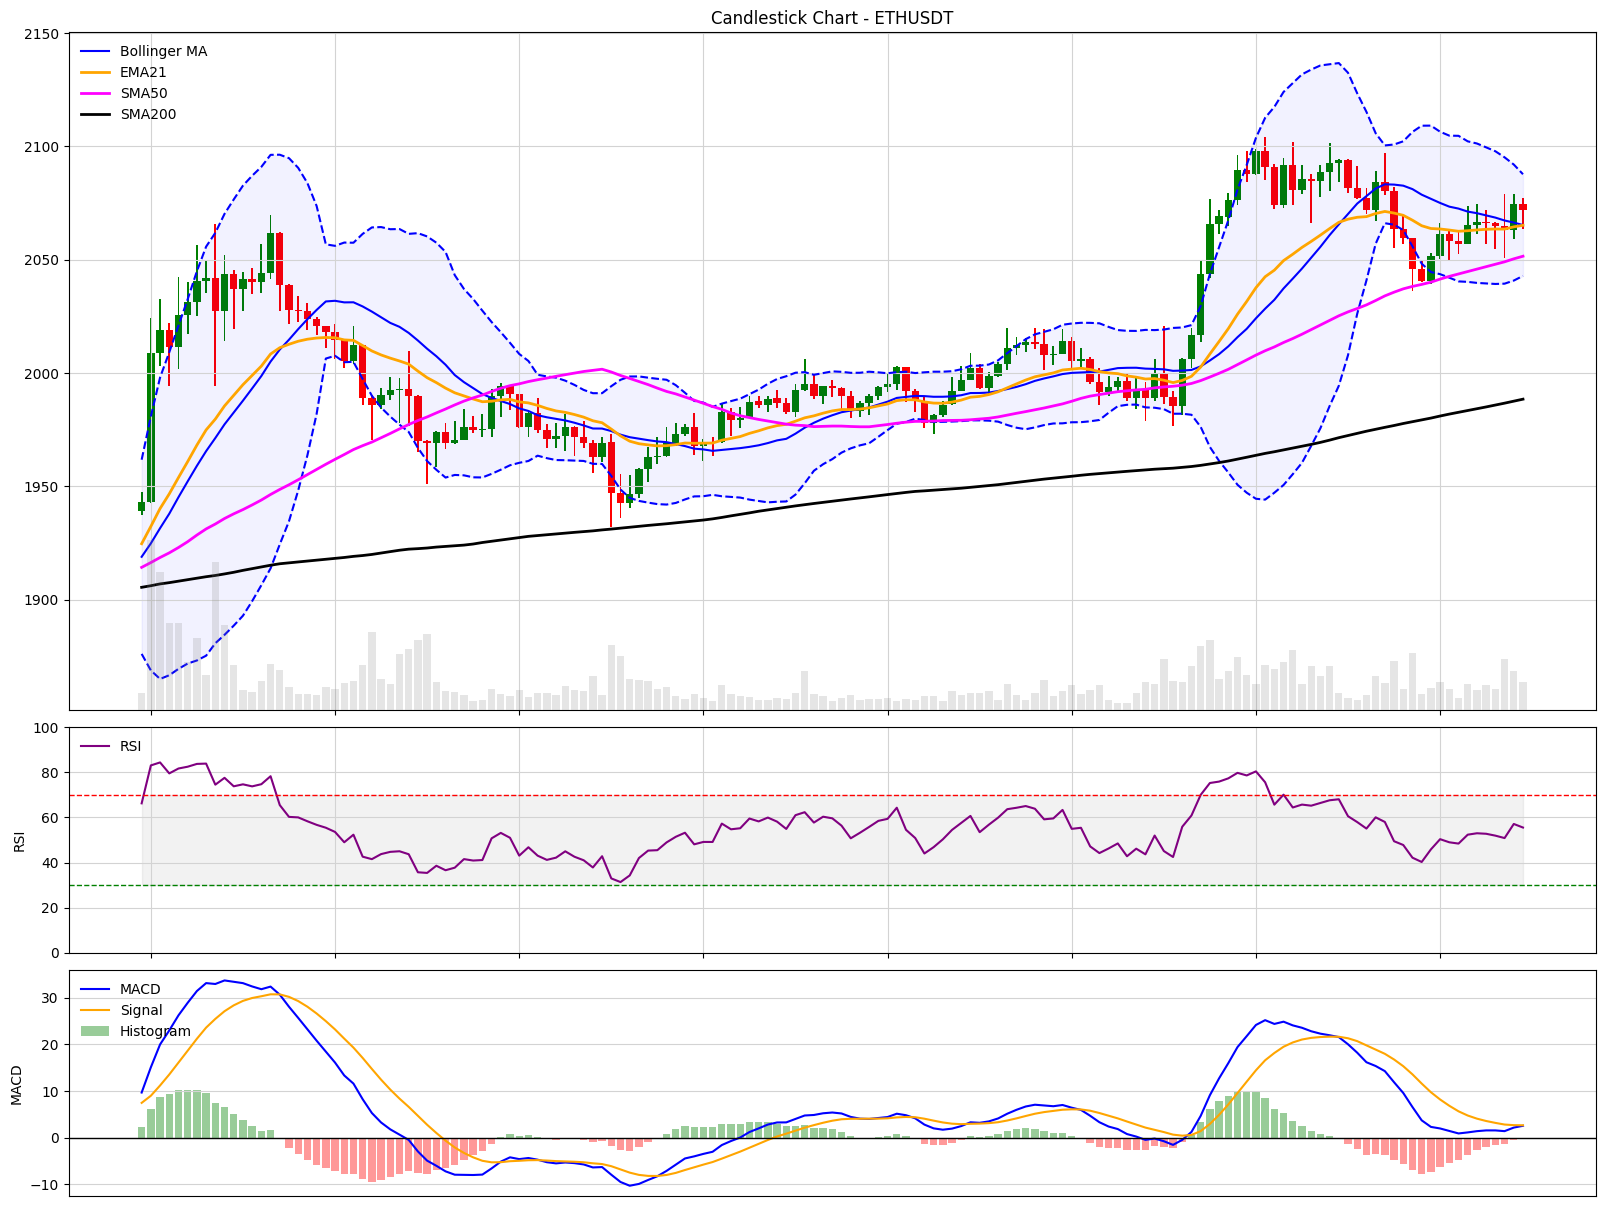 Candlestick Chart - ETHUSDT
2150
Bollinger MA
EMA21
SMA50
SMA200
2100
2050
2000
1950
1900
100
RSI
80
60
RSI
40
20
0
MACD
30
Signal
Histogram
20
MACD
10
0
−10